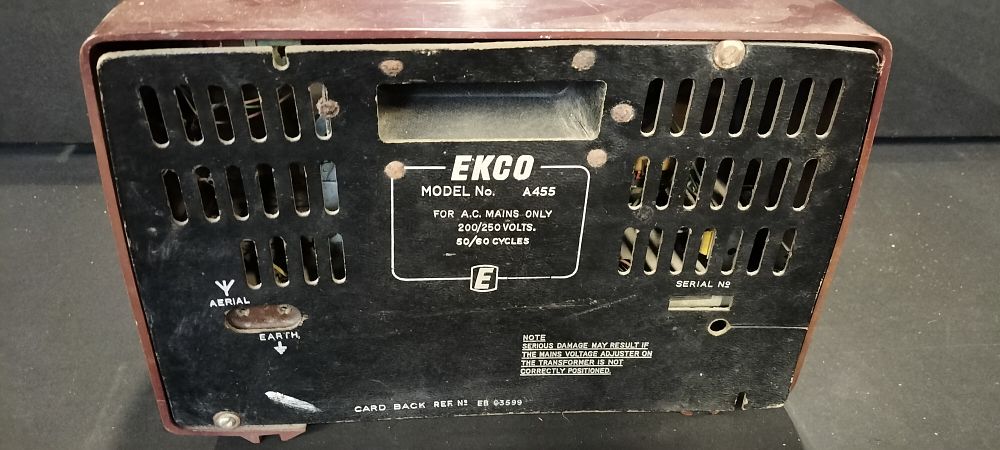 EKCO
MODEL No. A455
FOR A.C. MAINS ONLY
200/250 VOLTS.
50/60 CYCLES
E
AERIAL
EARTH
SERIAL Nº
NOTE
SERIOUS DAMAGE MAY RESULT IF
THE MAINS VOLTAGE ADJUSTER ON
THE TRANSFORMER IS NOT
CORRECTLY POSITIONED.
CARD BACK REF. Nº EB 63599